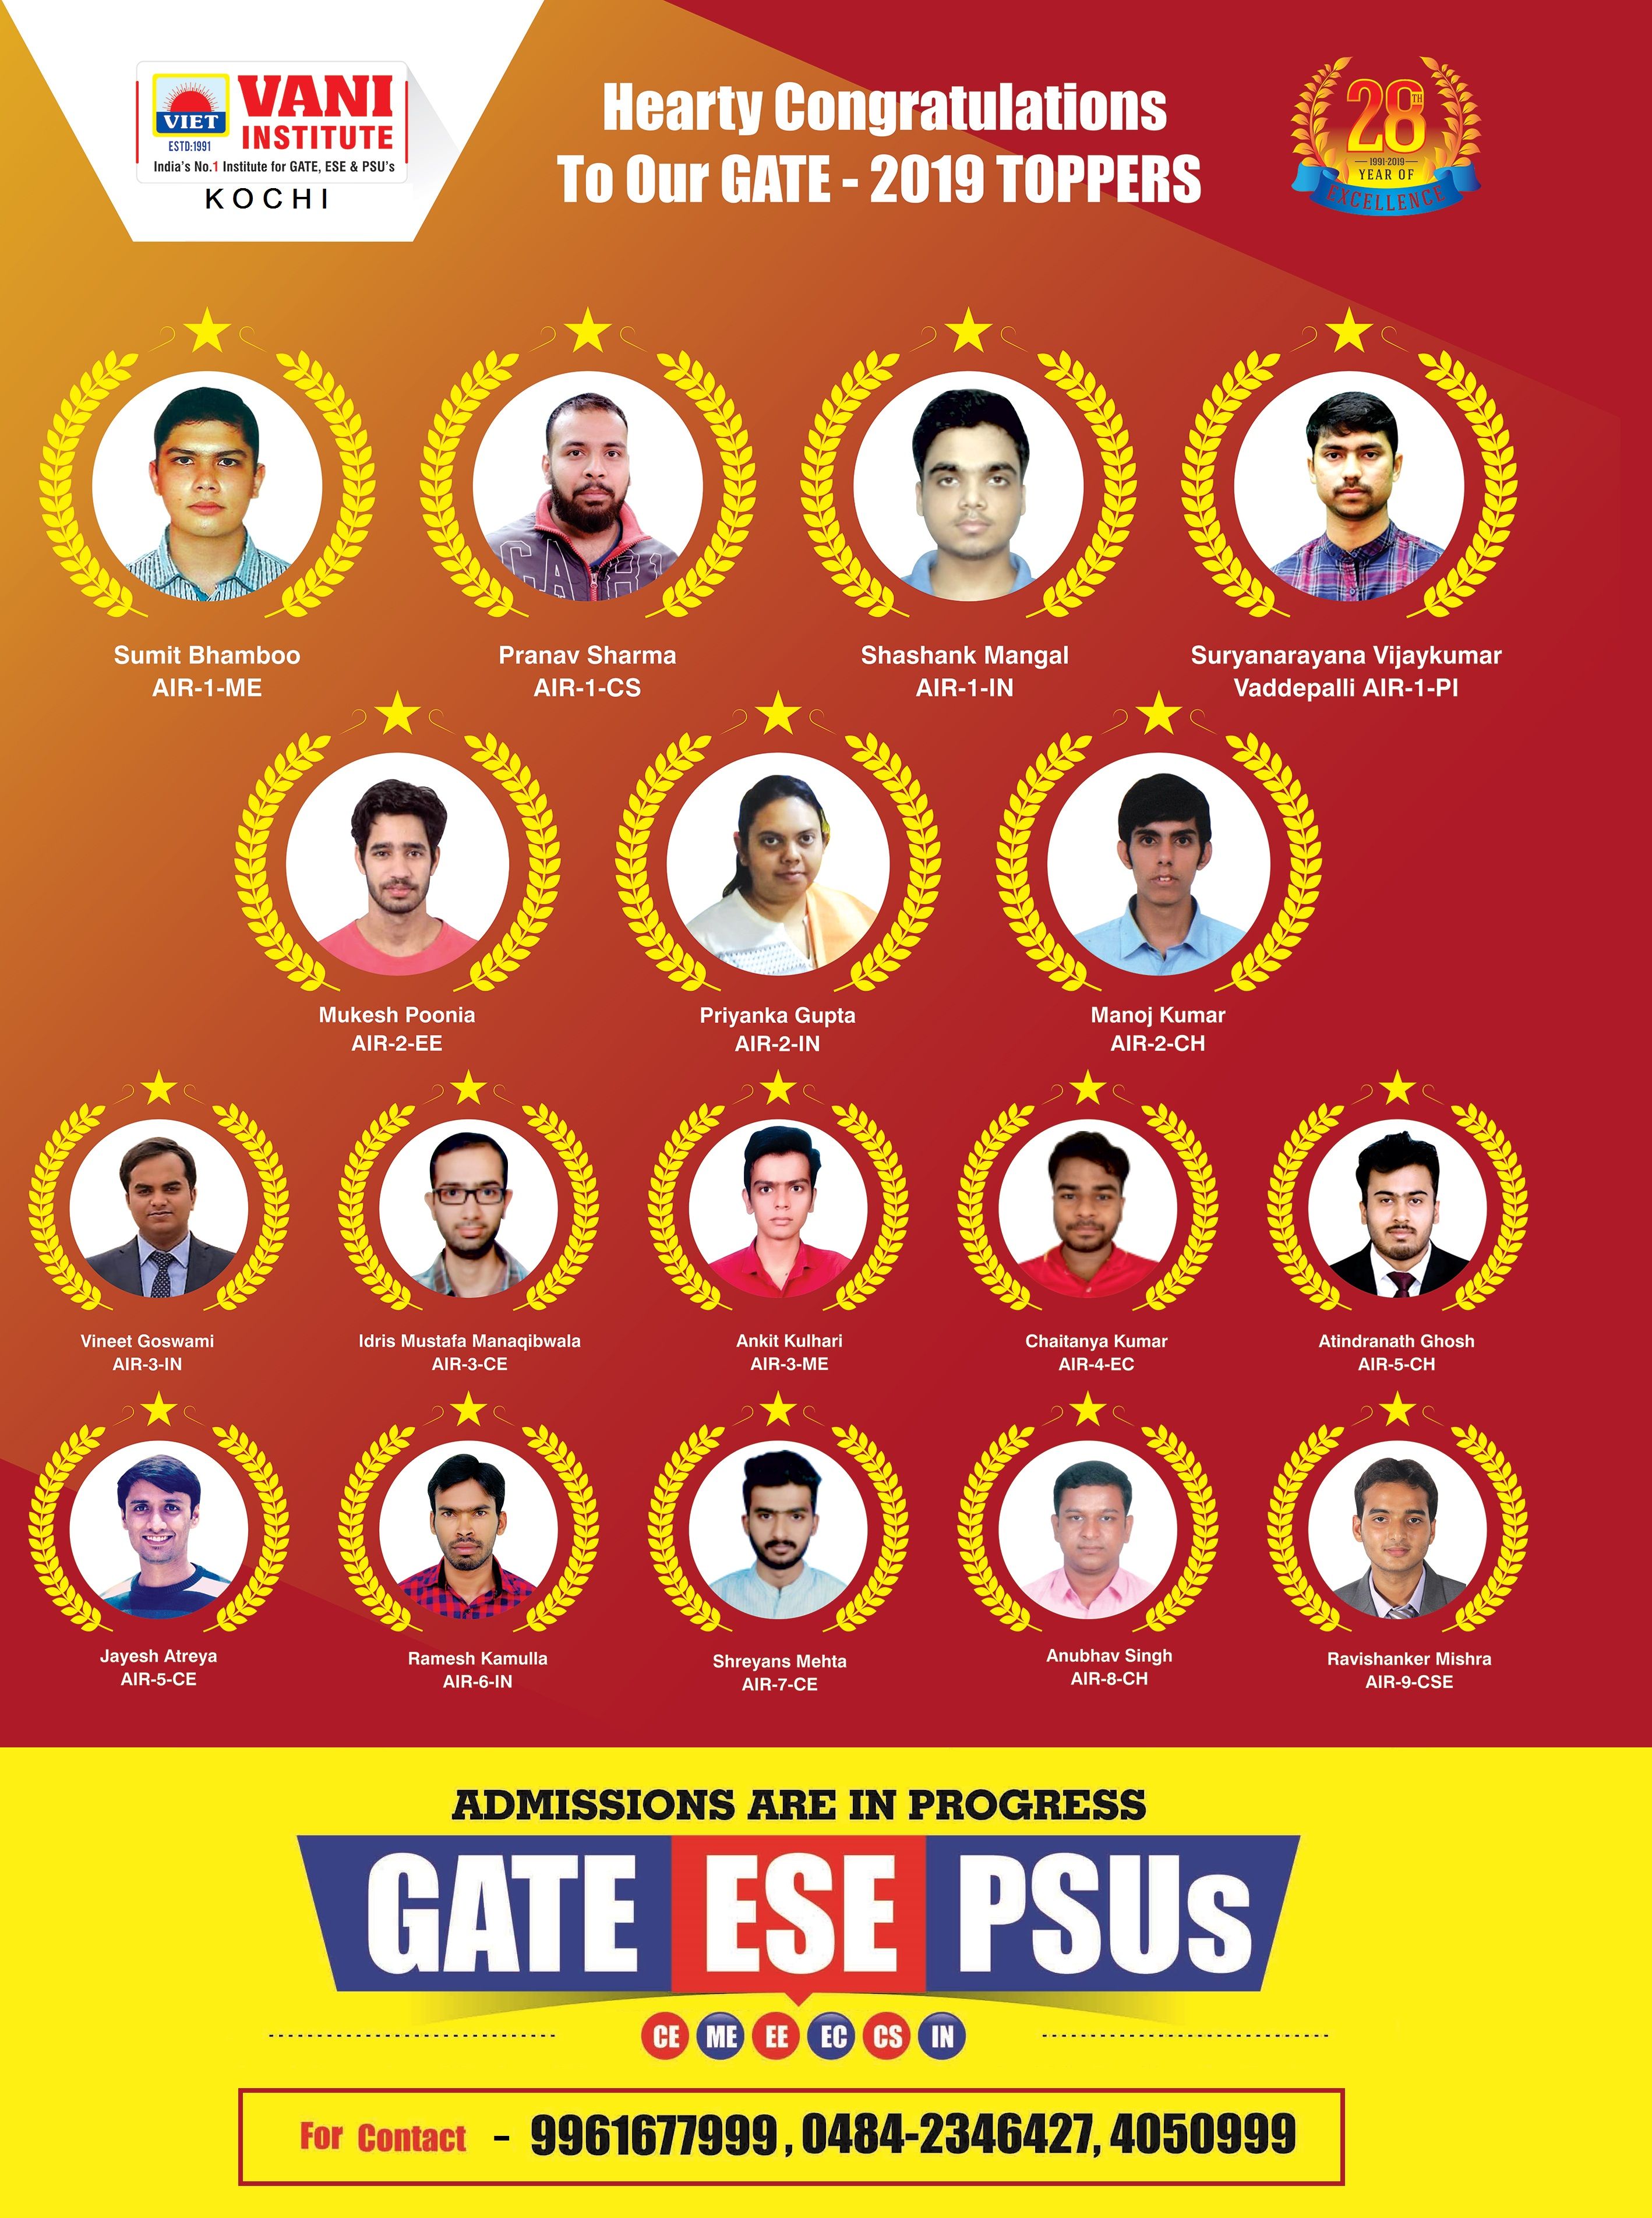 VIET
ESTD:1991
VANI
INSTITUTE
India's No.1 Institute for GATE, ESE & PSU's
KOCHI
Hearty Congratulations
To Our GATE - 2019 TOPPERS
28TH
1991-2019
YEAR OF
EXCELLENCE
Sumit Bhamboo
AIR-1-ME
Pranav Sharma
AIR-1-CS
Shashank Mangal
AIR-1-IN
Suryanarayana Vijaykumar
Vaddepalli AIR-1-PI
Mukesh Poonia
AIR-2-EE
Priyanka Gupta
AIR-2-IN
Manoj Kumar
AIR-2-CH
Vineet Goswami
AIR-3-IN
Idris Mustafa Manaqibwala
AIR-3-CE
Ankit Kulhari
AIR-3-ME
Chaitanya Kumar
AIR-4-EC
Atindranath Ghosh
AIR-5-CH
Jayesh Atreya
AIR-5-CE
Ramesh Kamulla
AIR-6-IN
Shreyans Mehta
AIR-7-CE
Anubhav Singh
AIR-8-CH
Ravishanker Mishra
AIR-9-CSE
ADMISSIONS ARE IN PROGRESS
GATE ESE PSUs
CE ME EE EC CS IN
For Contact - 9961677999, 0484-2346427, 4050999